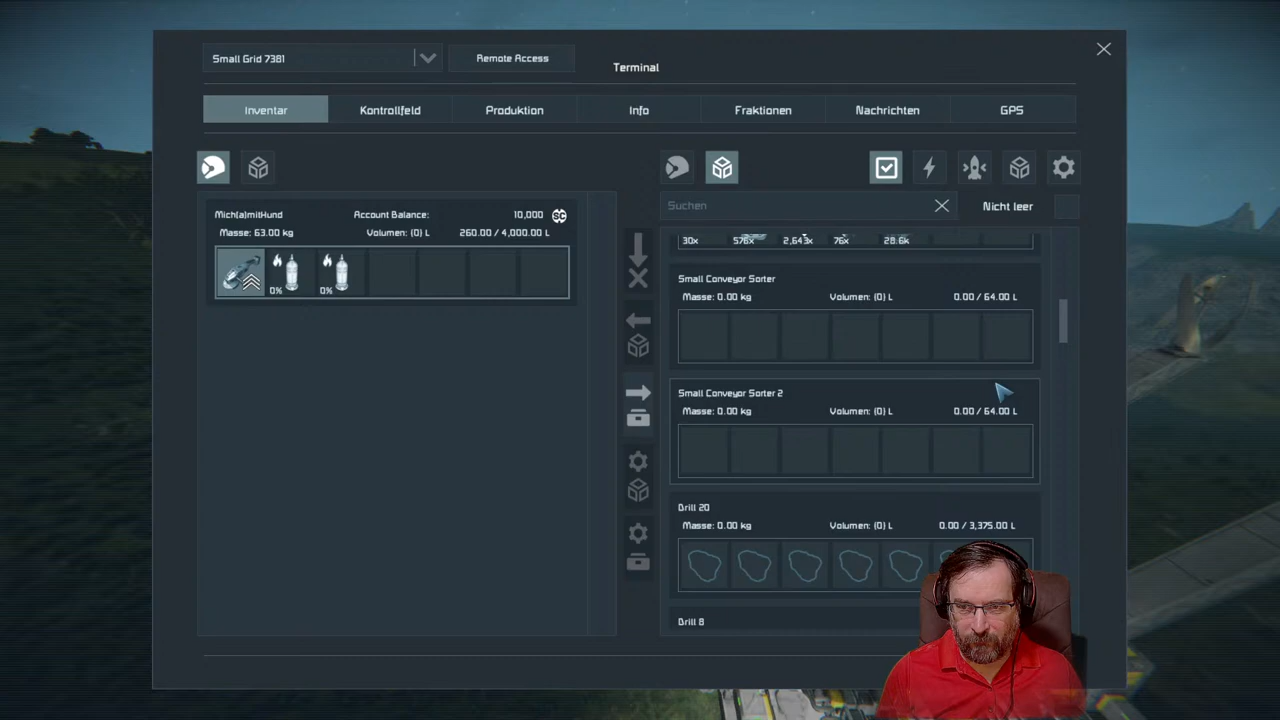 Small Grid 7381
Remote Access
Terminal
Inventar
Kontrollfeld
Produktion
Info
Fraktionen
Nachrichten
GPS
Mich(a)mitHund Account Balance: 10,000 SC
Masse: 63.00 kg Volumen: (0) L 260.00 / 4,000.00 L
0% 0%
Suchen
Nicht leer
30x 576x 2,643x 76x 28.6k
Small Conveyor Sorter
Masse: 0.00 kg Volumen: (0) L 0.00 / 64.00 L
Small Conveyor Sorter 2
Masse: 0.00 kg Volumen: (0) L 0.00 / 64.00 L
Drill 20
Masse: 0.00 kg Volumen: (0) L 0.00 / 3,375.00 L
Drill 8